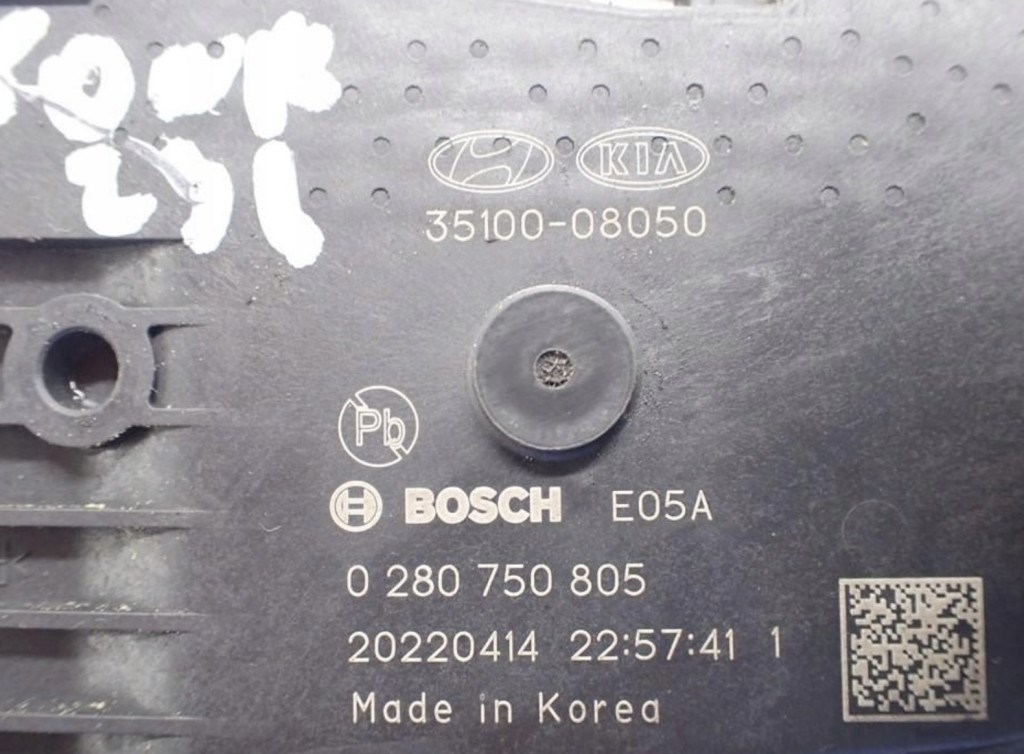 KIA
35100-08050
Pb
BOSCH E05A
0 280 750 805
20220414 22:57:41 1
Made in Korea